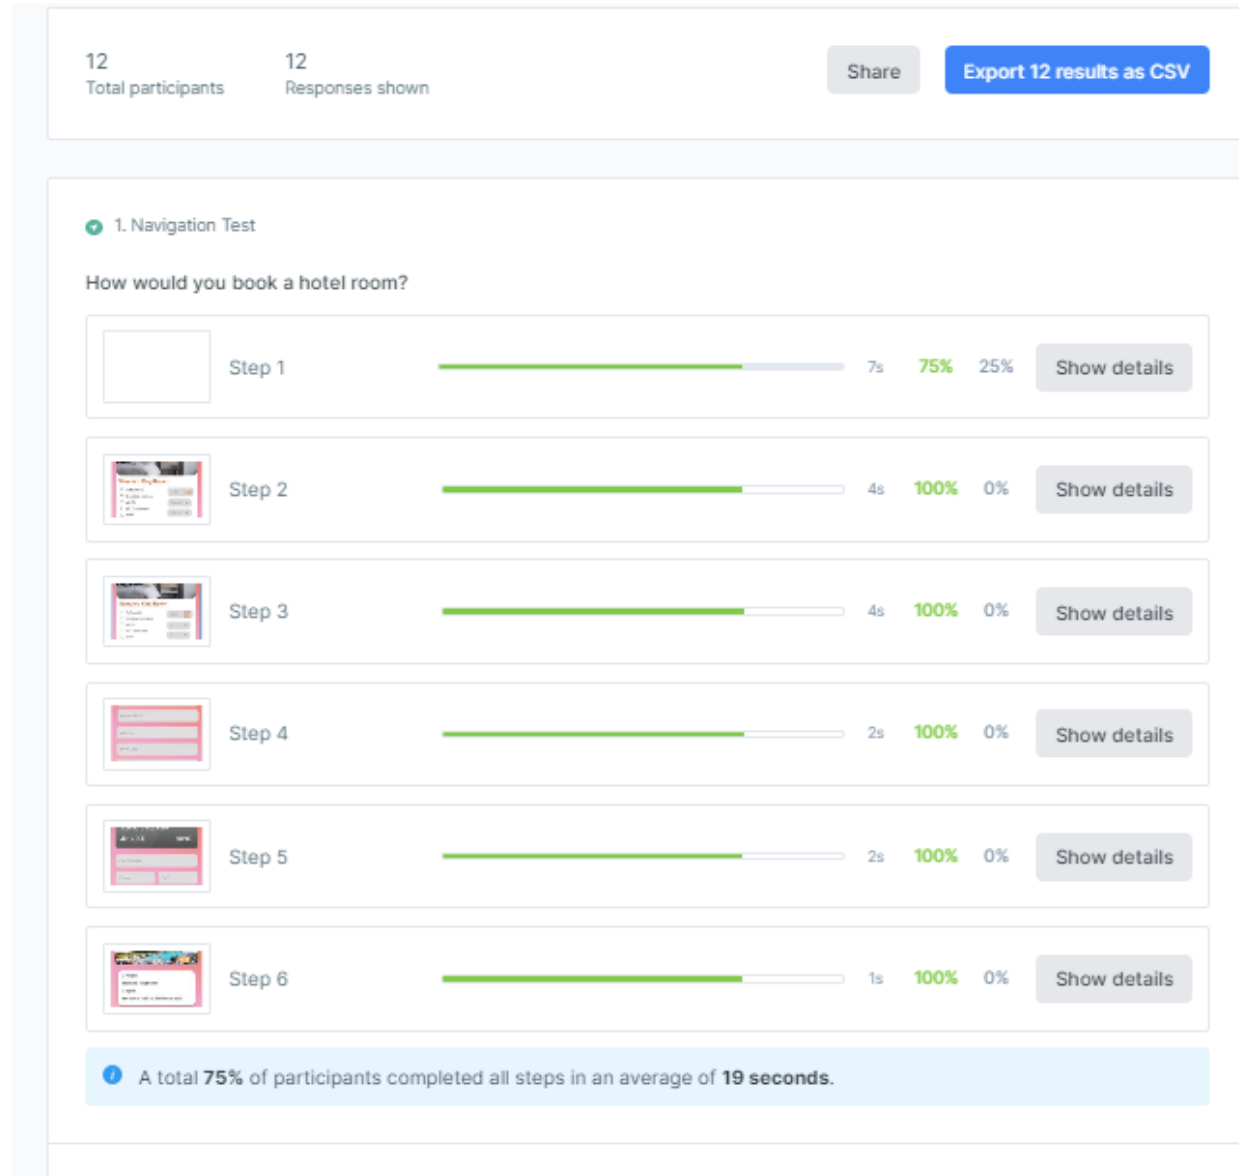 12
Total participants
12
Responses shown
Share
Export 12 results as CSV
1. Navigation Test
How would you book a hotel room?
Step 1
7s
75%
25%
Show details
Step 2
4s
100%
0%
Show details
Step 3
4s
100%
0%
Show details
Step 4
2s
100%
0%
Show details
Step 5
2s
100%
0%
Show details
Step 6
1s
100%
0%
Show details
A total 75% of participants completed all steps in an average of 19 seconds.